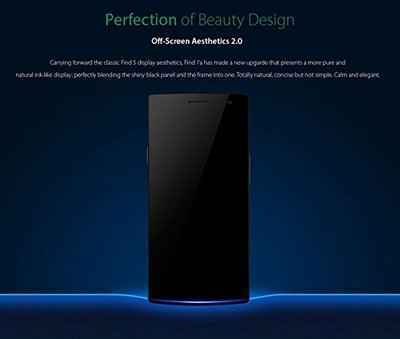 Perfection of Beauty Design
Off-Screen Aesthetics 2.0
Carrying forward the classic Find 5 display aesthetics, Find 7a has made a new upgarde that presents a more pure and
natural ink-like display; perfectly blending the shiny black panel and the frame into one. Totally natural, concise but not simple. Calm and elegant.